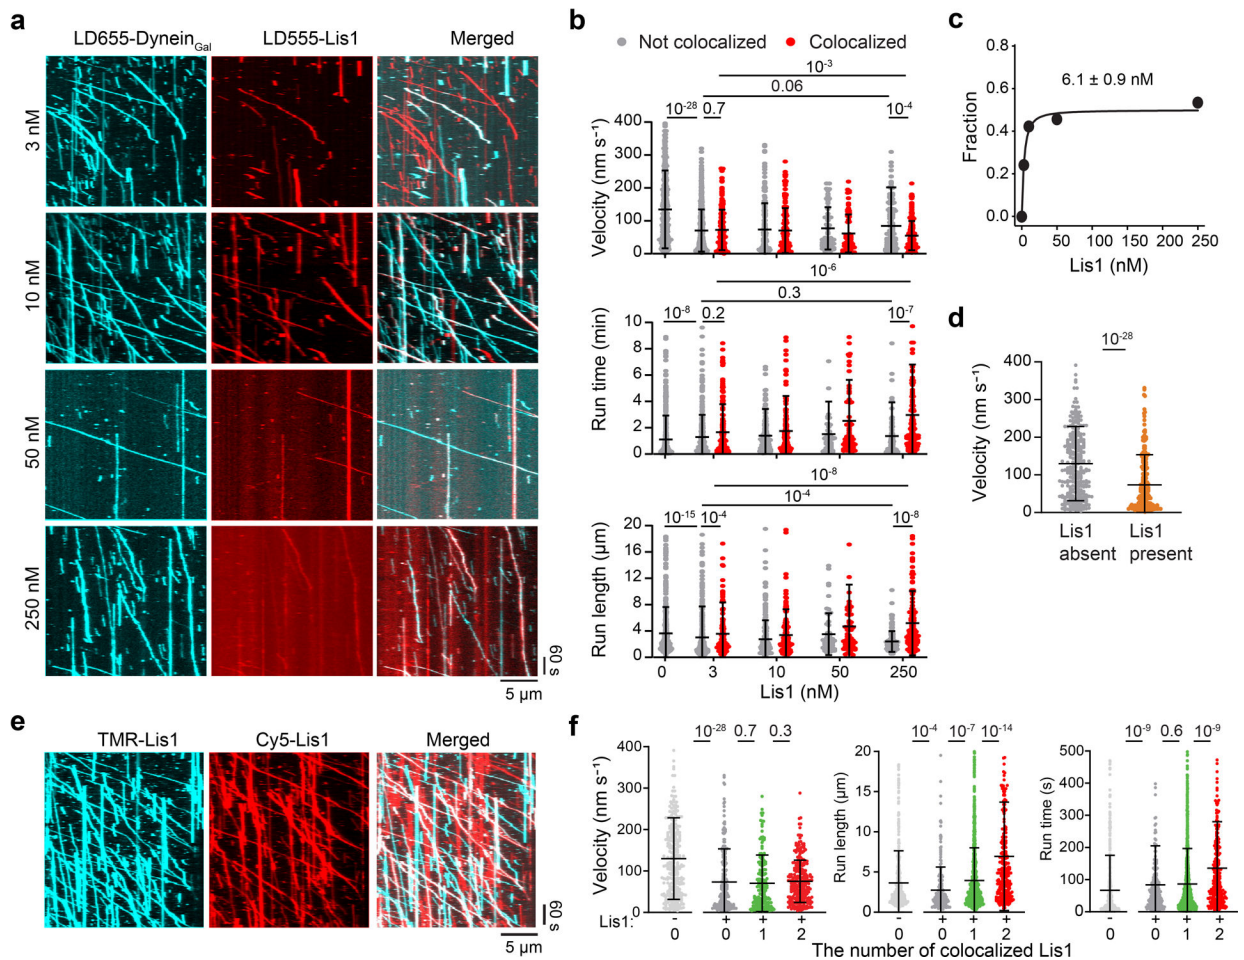 a
LD655-DyneinGal
LD555-Lis1
Merged
3 nM
10 nM
50 nM
250 nM
60 s
5 µm
b
Not colocalized
Colocalized
10-3
0.06
10-28
0.7
10-4
Velocity (nm s−1)
400
300
200
100
0
10-6
0.3
10-8
0.2
10-7
Run time (min)
10
8
6
4
2
0
10-8
10-4
10-15
10-4
10-8
Run length (µm)
20
16
12
8
4
0
0
3
10
50
250
Lis1 (nM)
c
0.8
0.6
0.4
0.2
0.0
Fraction
6.1 ± 0.9 nM
0
50
100
150
200
250
Lis1 (nM)
d
10-28
Velocity (nm s−1)
400
300
200
100
0
Lis1 absent
Lis1 present
e
TMR-Lis1
Cy5-Lis1
Merged
60 s
5 µm
f
10-28
0.7
0.3
Velocity (nm s−1)
400
300
200
100
0
Lis1:
-
+
+
+
0
0
1
2
10-4
10-7
10-14
Run length (µm)
20
15
10
5
0
-
+
+
+
0
0
1
2
10-9
0.6
10-9
Run time (s)
500
400
300
200
100
0
-
+
+
+
0
0
1
2
The number of colocalized Lis1